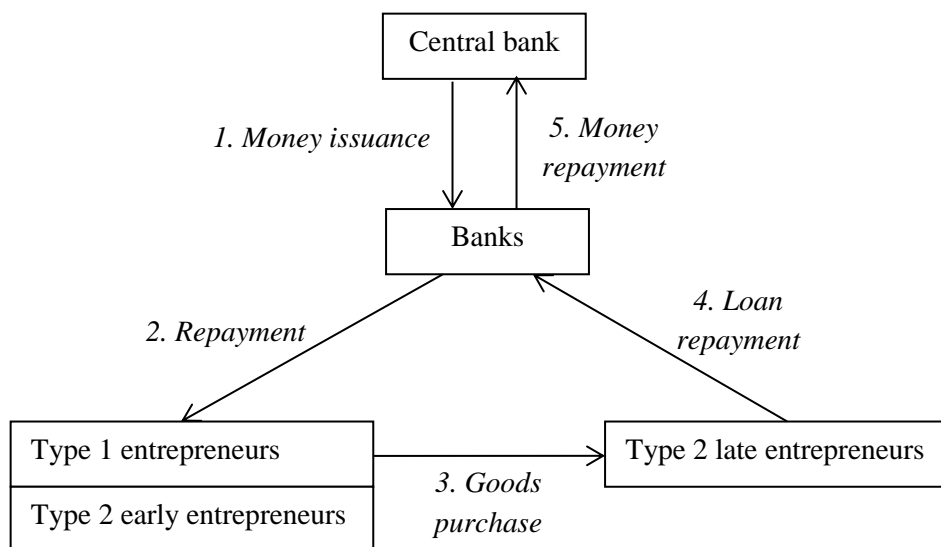 Central bank
1. Money issuance
5. Money
repayment
Banks
2. Repayment
4. Loan
repayment
Type 1 entrepreneurs
Type 2 early entrepreneurs
3. Goods
purchase
Type 2 late entrepreneurs